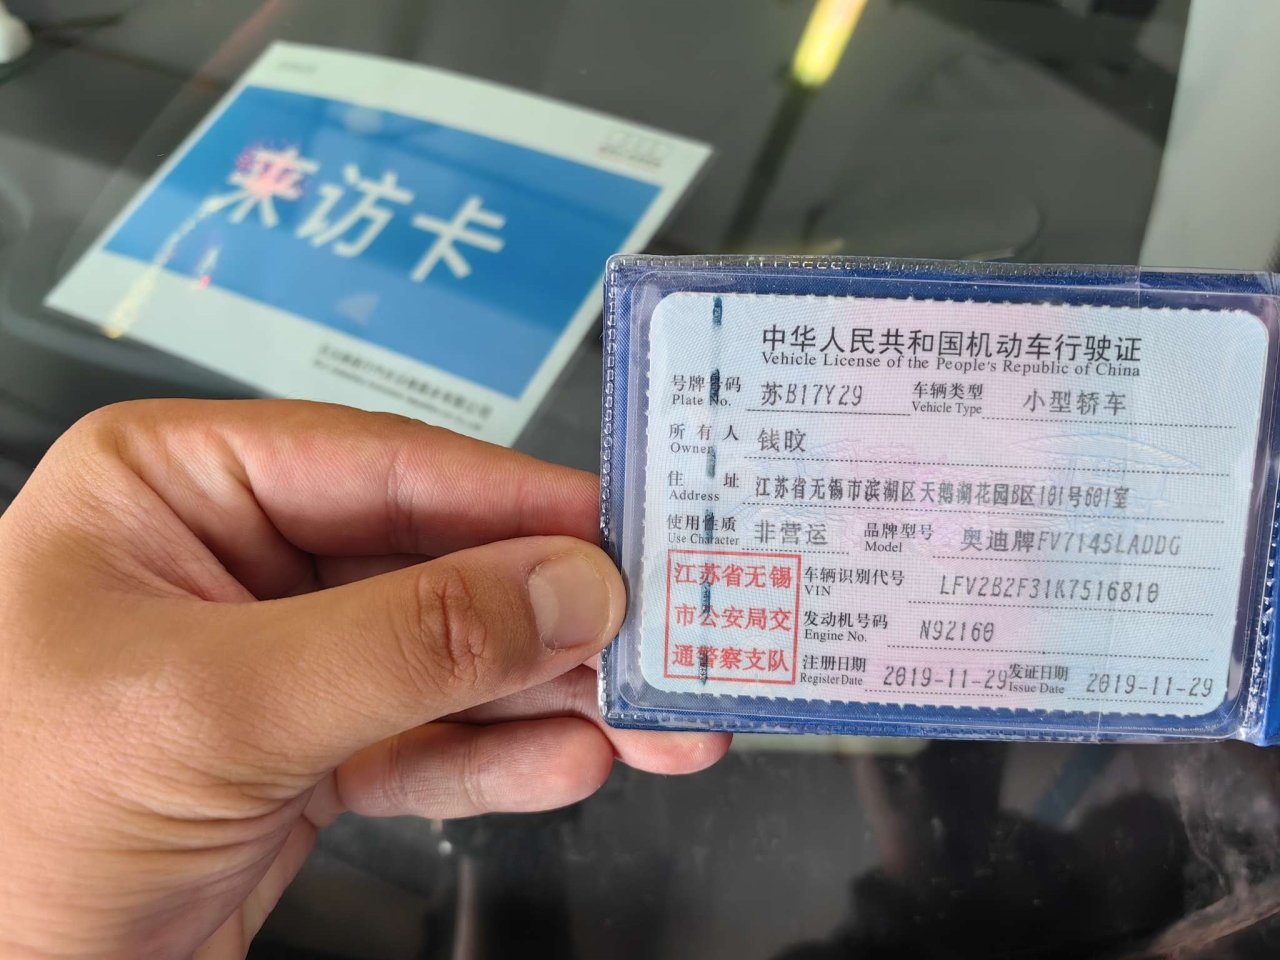 来访卡
中华人民共和国机动车行驶证
Vehicle License of the People's Republic of China
号牌号码 苏B17Y29 车辆类型 小型轿车
Plate No. Vehicle Type
所有人 钱旼
Owner
住址 江苏省无锡市滨湖区天鹅湖花园B区101号601室
Address
使用性质 非营运 品牌型号 奥迪牌FV7145LADDG
Use Character Model
江苏省无锡
市公安局交
通警察支队
车辆识别代号 LFV2B2F31K7516810
VIN
发动机号码 N92160
Engine No.
注册日期 2019-11-29 发证日期 2019-11-29
Register Date Issue Date